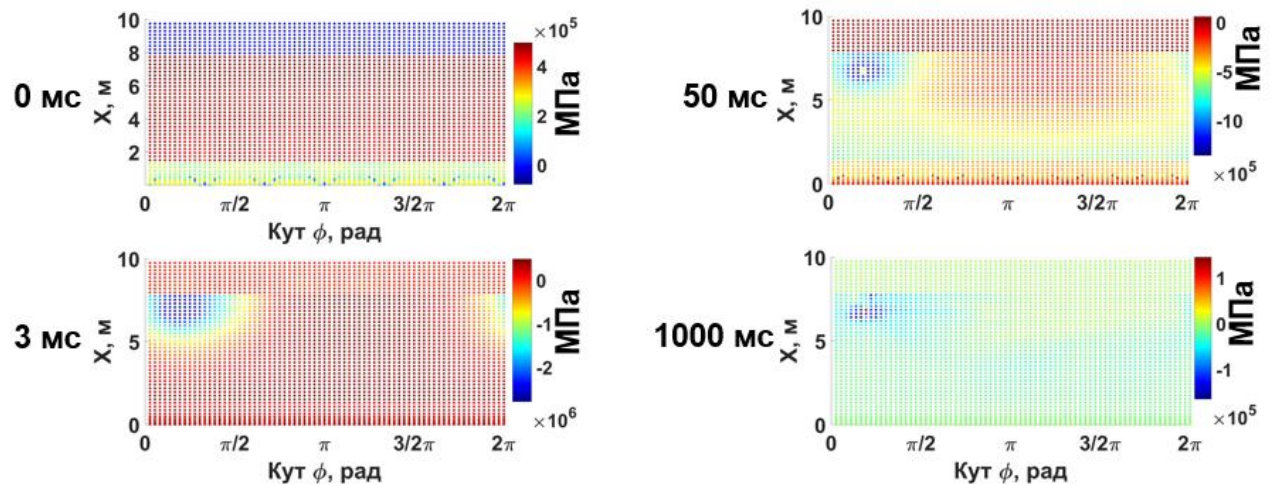 0 мс
10
8
6
4
2
X, м
0
π/2
π
3/2π
2π
Кут ϕ, рад
×10⁵
4
2
0
МПа
50 мс
10
5
0
X, м
0
π/2
π
3/2π
2π
Кут ϕ, рад
0
-5
-10
×10⁵
МПа
3 мс
10
5
0
X, м
0
π/2
π
3/2π
2π
Кут ϕ, рад
0
-1
-2
×10⁶
МПа
1000 мс
10
5
0
X, м
0
π/2
π
3/2π
2π
Кут ϕ, рад
1
0
-1
×10⁵
МПа